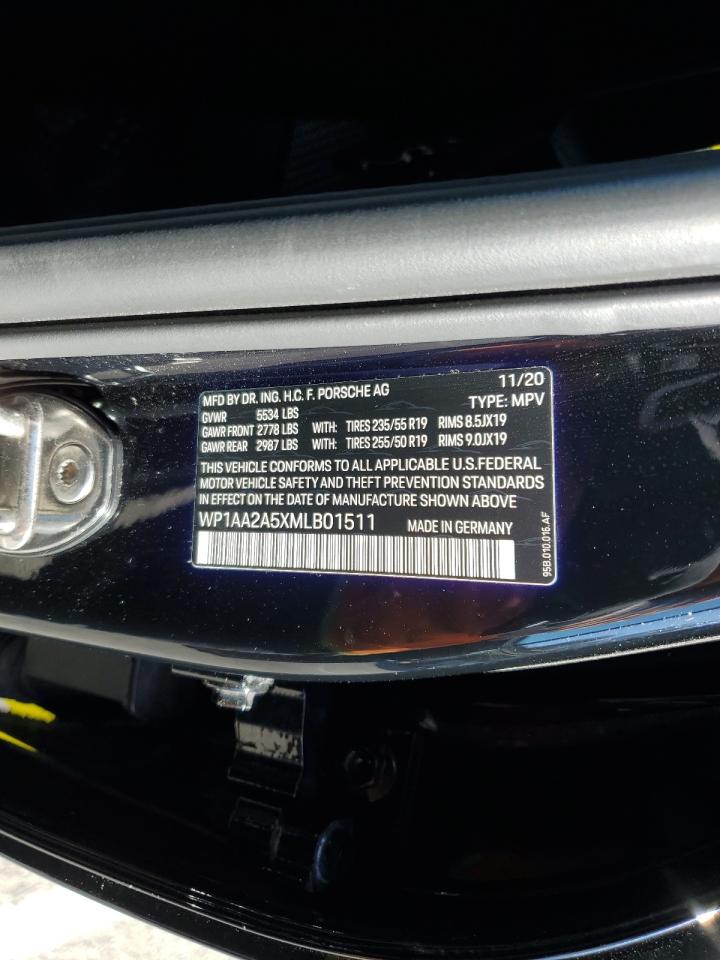 MFD BY DR. ING. H.C. F. PORSCHE AG 11/20
GVWR 5534 LBS TYPE: MPV
GAWR FRONT 2778 LBS WITH: TIRES 235/55 R19 RIMS 8.5JX19
GAWR REAR 2987 LBS WITH: TIRES 255/50 R19 RIMS 9.0JX19
THIS VEHICLE CONFORMS TO ALL APPLICABLE U.S.FEDERAL
MOTOR VEHICLE SAFETY AND THEFT PREVENTION STANDARDS
IN EFFECT ON THE DATE OF MANUFACTURE SHOWN ABOVE
WP1AA2A5XMLB01511 MADE IN GERMANY
95B.010.016.AF